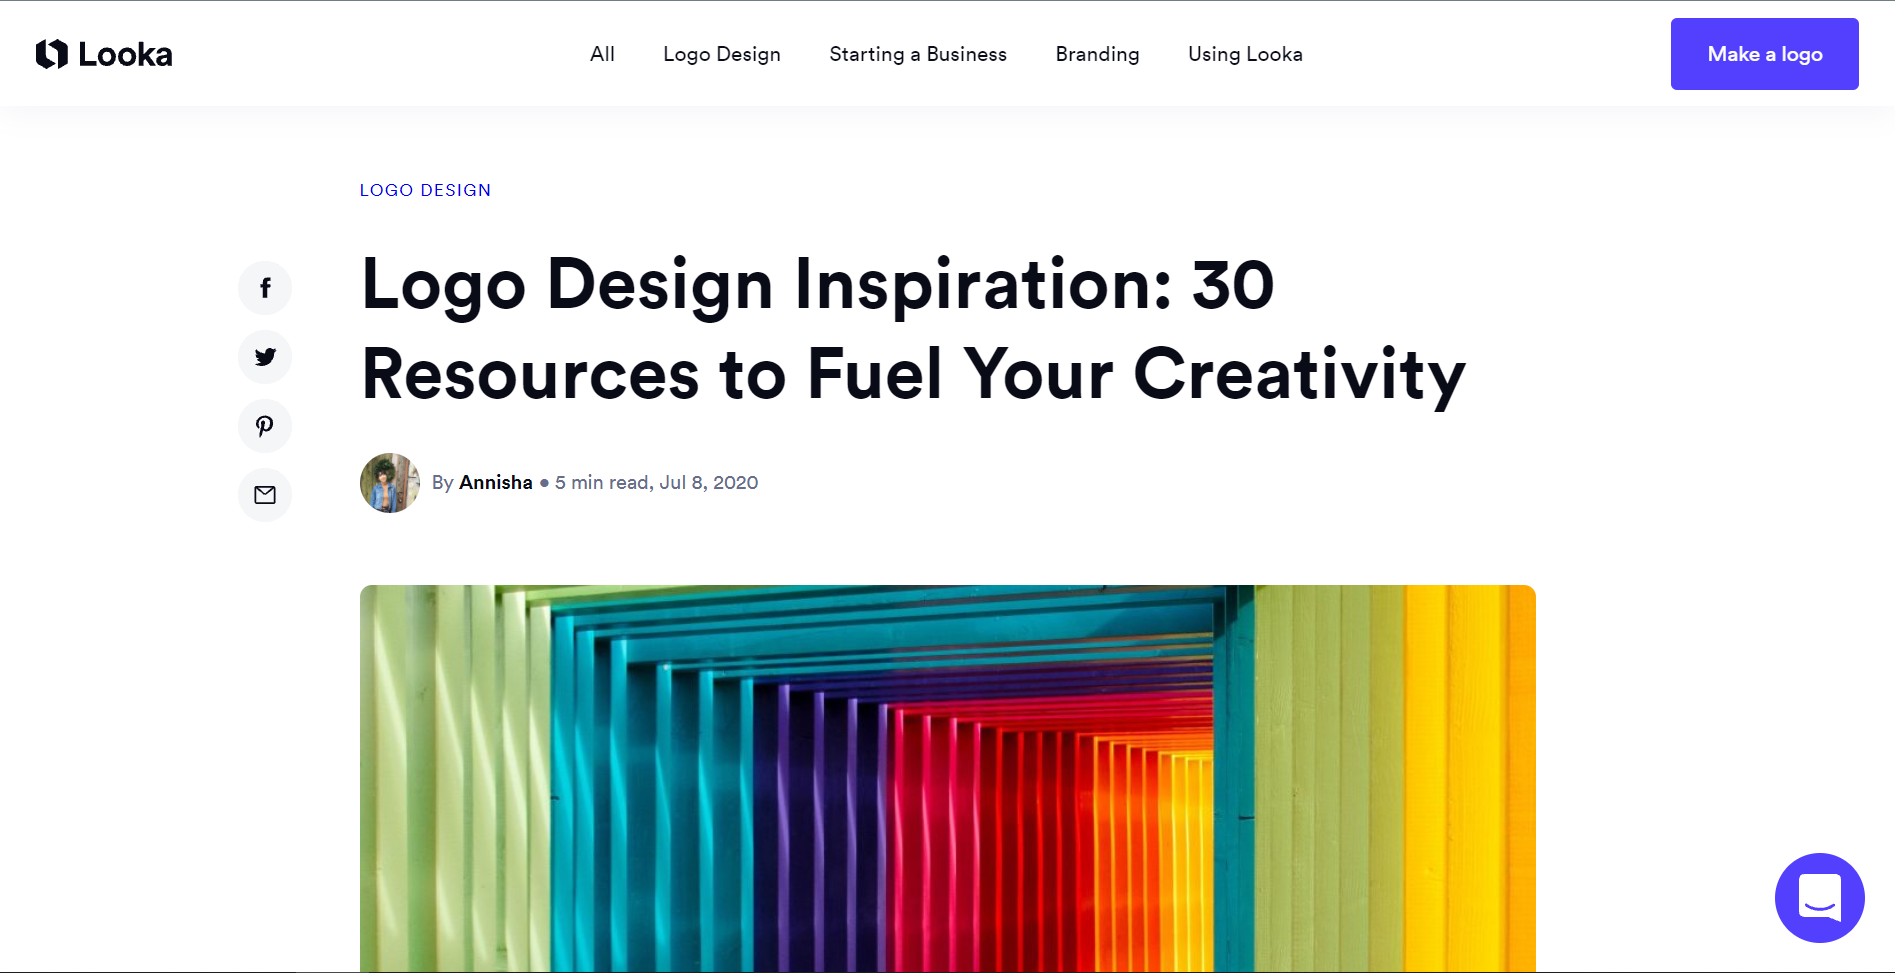 Looka
All
Logo Design
Starting a Business
Branding
Using Looka
Make a logo
LOGO DESIGN
Logo Design Inspiration: 30
Resources to Fuel Your Creativity
By Annisha • 5 min read, Jul 8, 2020